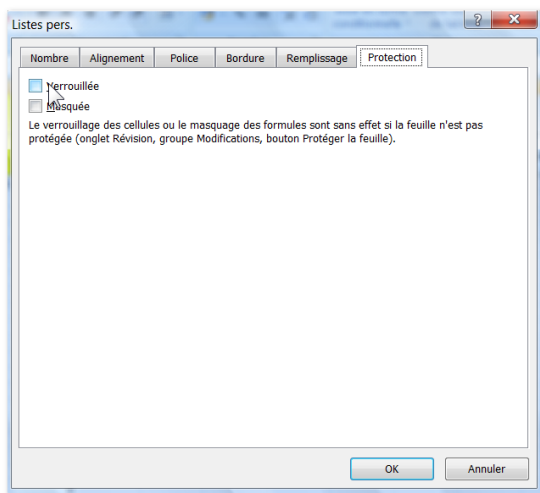 Listes pers.
Nombre Alignement Police Bordure Remplissage Protection
Verrouillée
Masquée
Le verrouillage des cellules ou le masquage des formules sont sans effet si la feuille n'est pas
protégée (onglet Révision, groupe Modifications, bouton Protéger la feuille).
OK Annuler